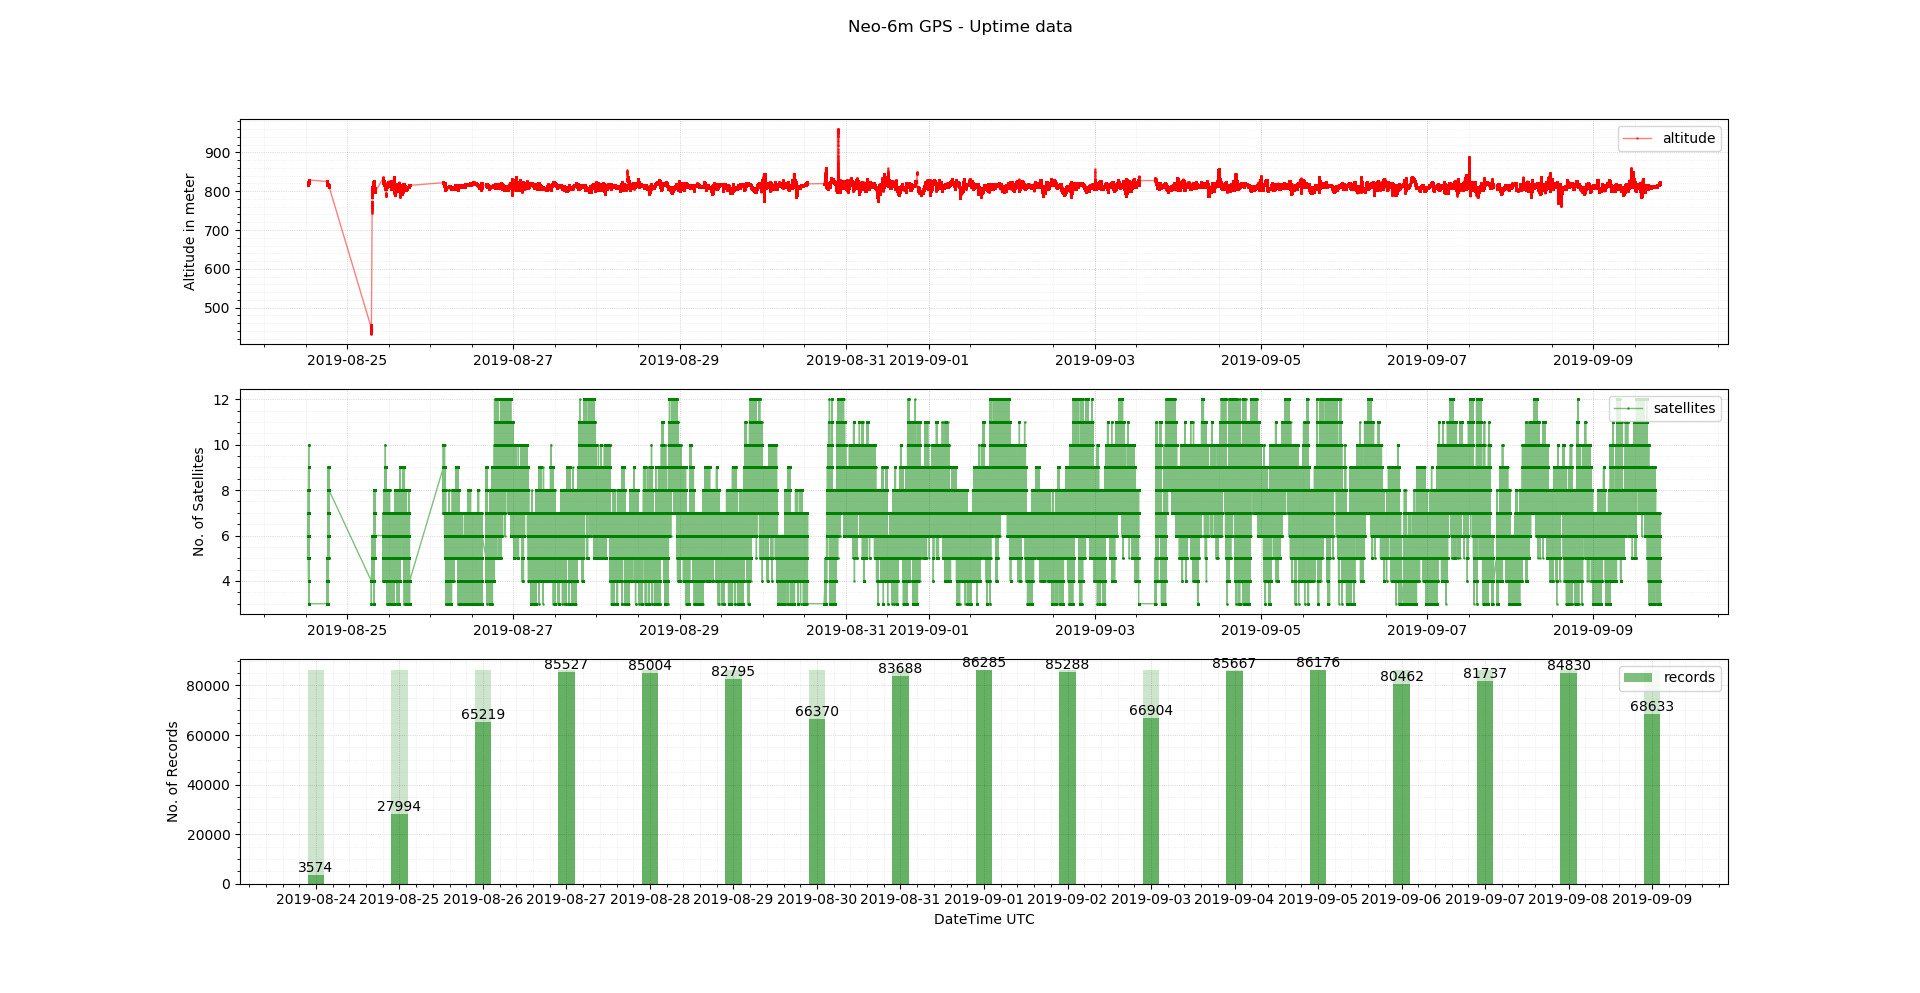 Neo-6m GPS - Uptime data
altitude
Altitude in meter
900
800
700
600
500
2019-08-25 2019-08-27 2019-08-29 2019-08-31 2019-09-01 2019-09-03 2019-09-05 2019-09-07 2019-09-09
satellites
No. of Satellites
12
10
8
6
4
2019-08-25 2019-08-27 2019-08-29 2019-08-31 2019-09-01 2019-09-03 2019-09-05 2019-09-07 2019-09-09
records
No. of Records
80000
60000
40000
20000
0
3574 27994 65219 85527 85004 82795 66370 83688 86285 85288 66904 85667 86176 80462 81737 84830 68633
2019-08-24 2019-08-25 2019-08-26 2019-08-27 2019-08-28 2019-08-29 2019-08-30 2019-08-31 2019-09-01 2019-09-02 2019-09-03 2019-09-04 2019-09-05 2019-09-06 2019-09-07 2019-09-08 2019-09-09
DateTime UTC